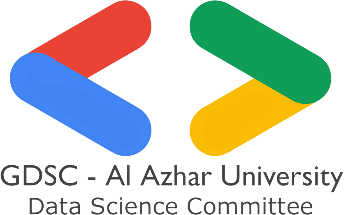 GDSC - Al Azhar University
Data Science Committee